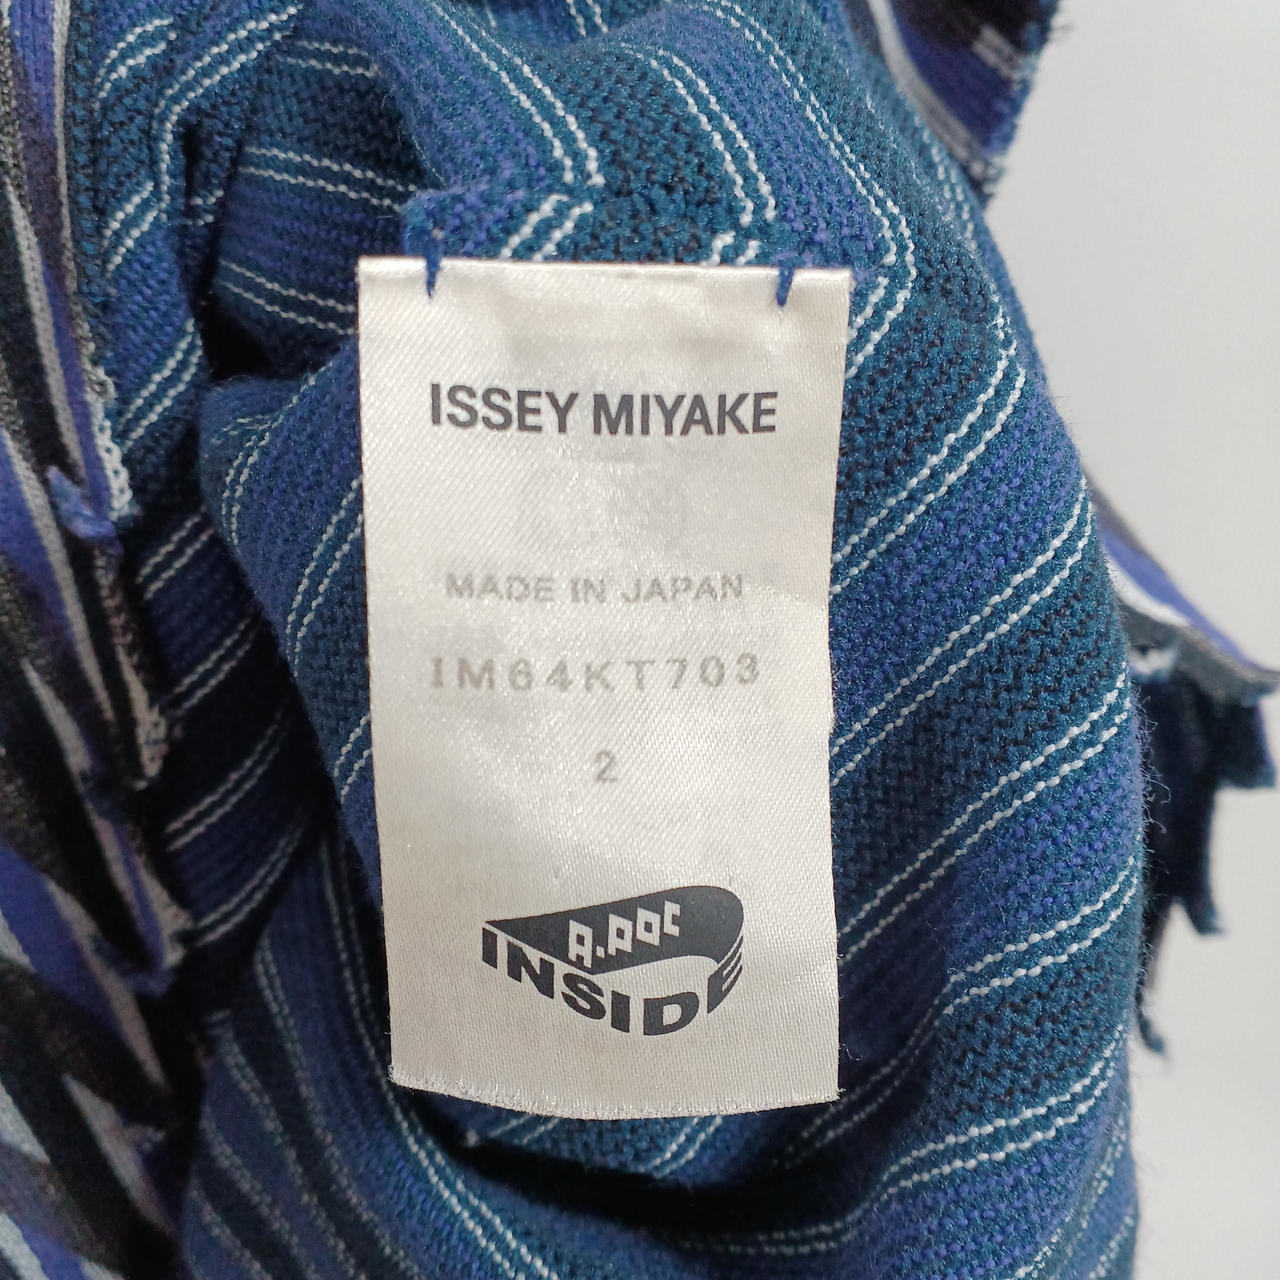 ISSEY MIYAKE
MADE IN JAPAN
IM64KT703
2
A.POC
INSIDE